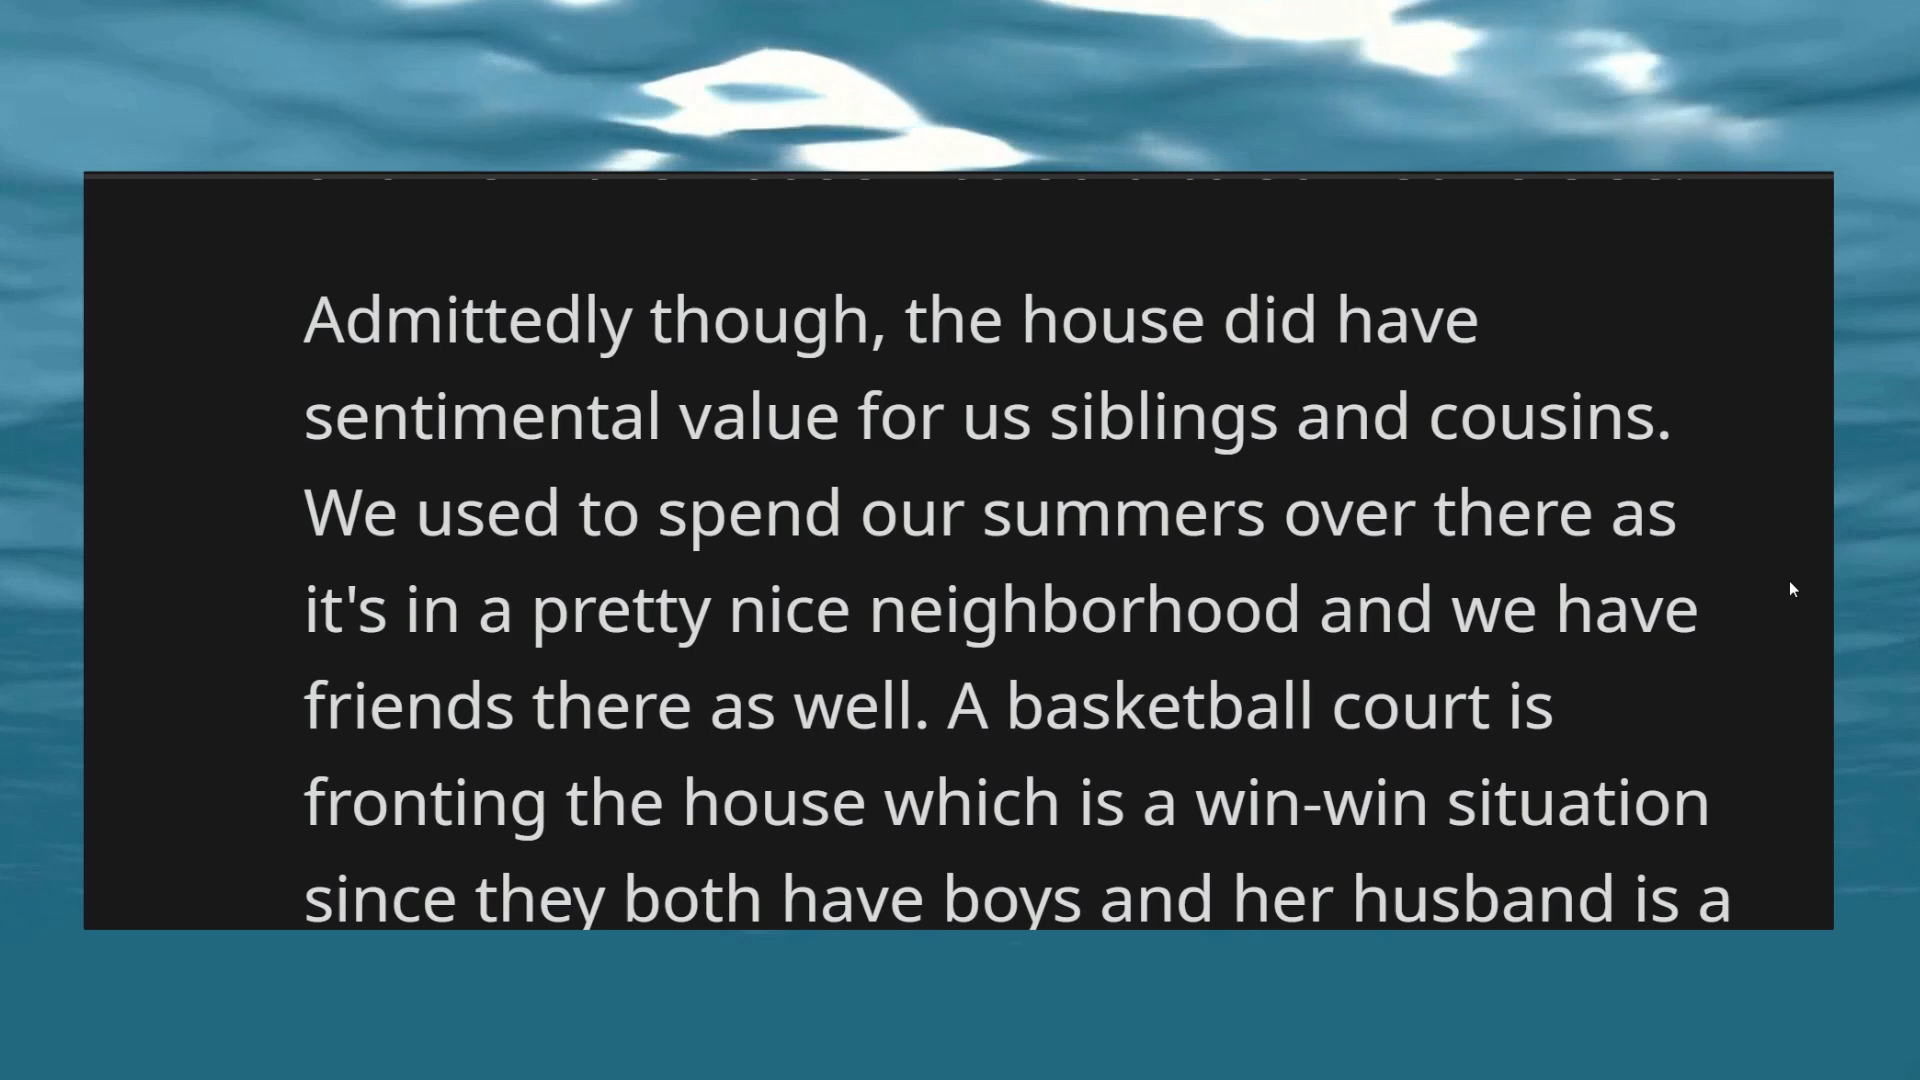 Admittedly though, the house did have
sentimental value for us siblings and cousins.
We used to spend our summers over there as
it's in a pretty nice neighborhood and we have
friends there as well. A basketball court is
fronting the house which is a win-win situation
since they both have boys and her husband is a